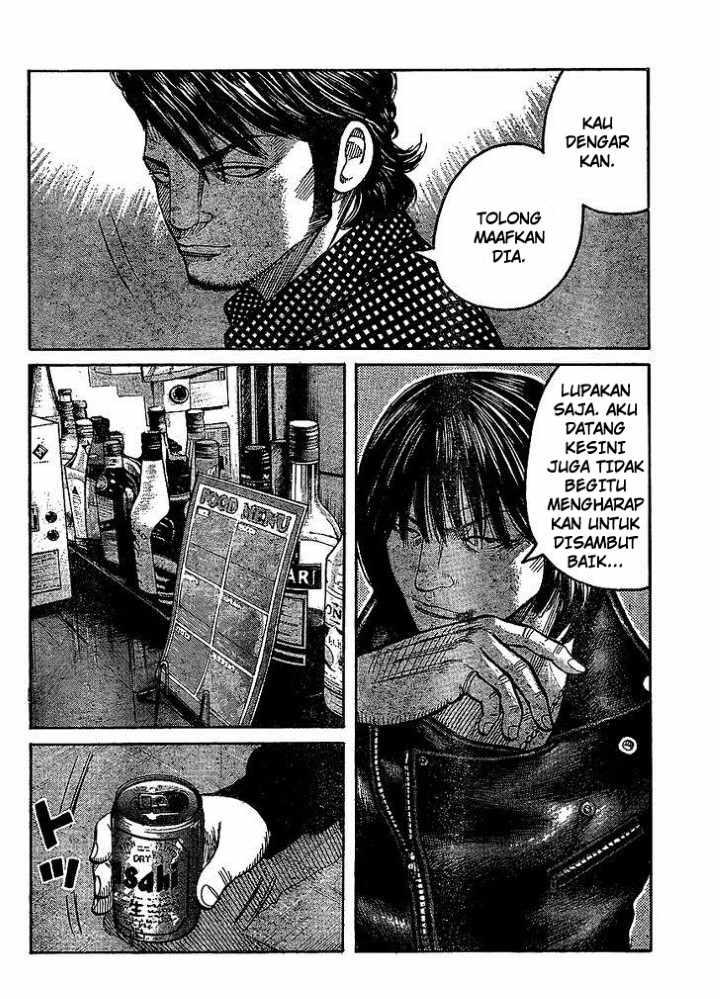 KAU
DENGAR
KAN.
TOLONG
MAAFKAN
DIA.
FOOD MENU
ARI
LUPAKAN
SAJA. AKU
DATANG
KESINI
JUGA TIDAK
BEGITU
MENGHARAP
KAN UNTUK
DISAMBUT
BAIK...
トッ
DRY
asahi
生